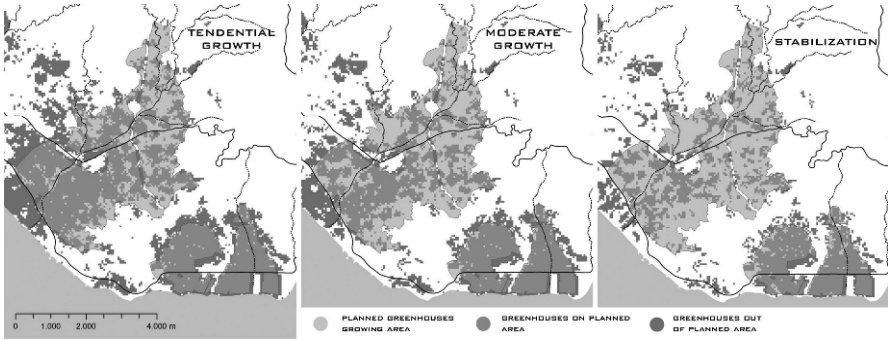 TENDENTIAL
GROWTH
MODERATE
GROWTH
STABILIZATION
0 1.000 2.000 4.000 m
PLANNED GREENHOUSES
GROWING AREA
GREENHOUSES ON PLANNED
AREA
GREENHOUSES OUT
OF PLANNED AREA